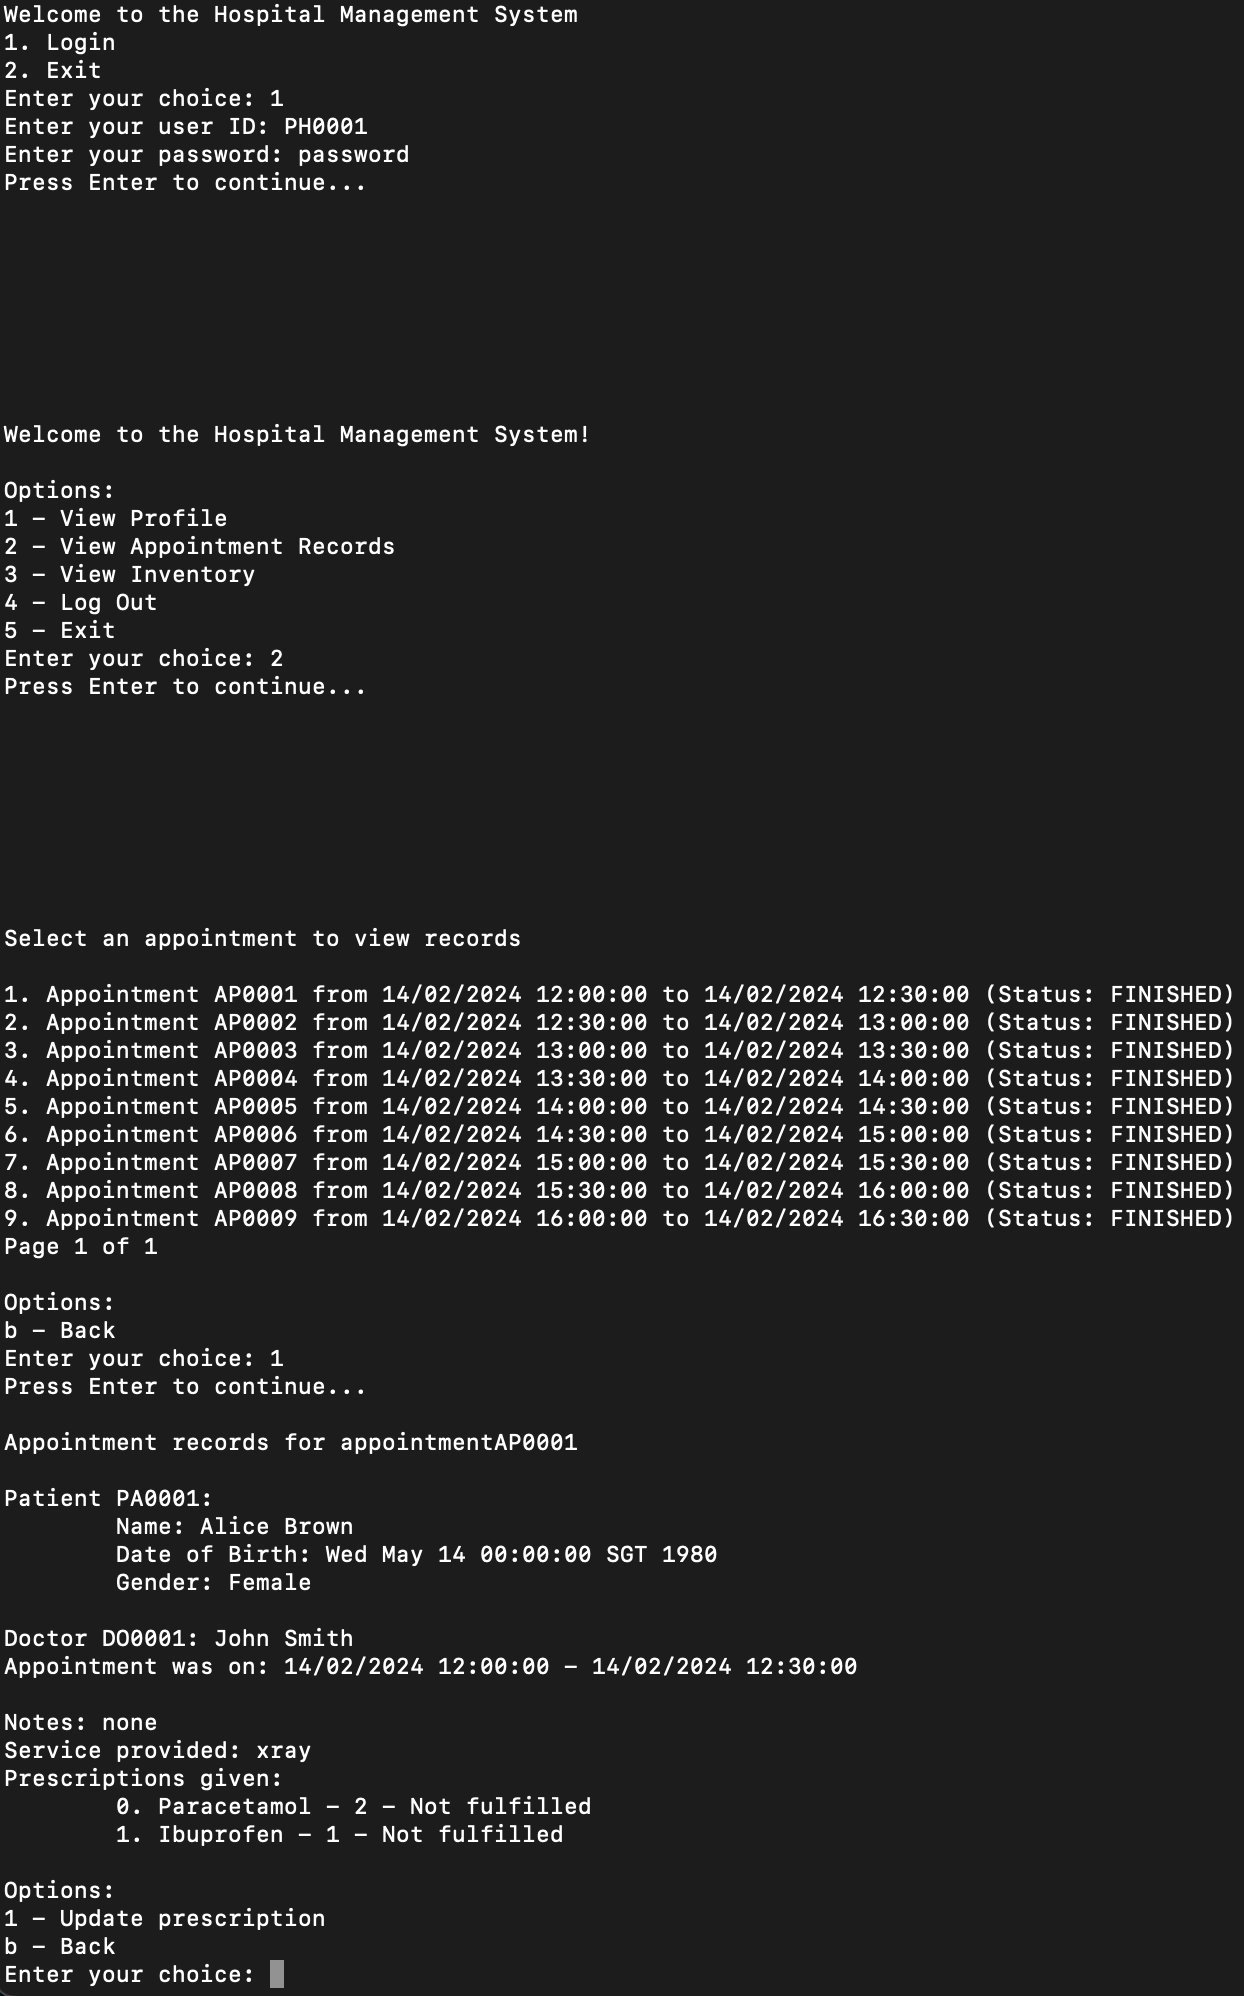 Welcome to the Hospital Management System
1. Login
2. Exit
Enter your choice: 1
Enter your user ID: PH0001
Enter your password: password
Press Enter to continue...
Welcome to the Hospital Management System!
Options:
1 – View Profile
2 – View Appointment Records
3 – View Inventory
4 – Log Out
5 – Exit
Enter your choice: 2
Press Enter to continue...
Select an appointment to view records
1. Appointment AP0001 from 14/02/2024 12:00:00 to 14/02/2024 12:30:00 (Status: FINISHED)
2. Appointment AP0002 from 14/02/2024 12:30:00 to 14/02/2024 13:00:00 (Status: FINISHED)
3. Appointment AP0003 from 14/02/2024 13:00:00 to 14/02/2024 13:30:00 (Status: FINISHED)
4. Appointment AP0004 from 14/02/2024 13:30:00 to 14/02/2024 14:00:00 (Status: FINISHED)
5. Appointment AP0005 from 14/02/2024 14:00:00 to 14/02/2024 14:30:00 (Status: FINISHED)
6. Appointment AP0006 from 14/02/2024 14:30:00 to 14/02/2024 15:00:00 (Status: FINISHED)
7. Appointment AP0007 from 14/02/2024 15:00:00 to 14/02/2024 15:30:00 (Status: FINISHED)
8. Appointment AP0008 from 14/02/2024 15:30:00 to 14/02/2024 16:00:00 (Status: FINISHED)
9. Appointment AP0009 from 14/02/2024 16:00:00 to 14/02/2024 16:30:00 (Status: FINISHED)
Page 1 of 1
Options:
b – Back
Enter your choice: 1
Press Enter to continue...
Appointment records for appointmentAP0001
Patient PA0001:
Name: Alice Brown
Date of Birth: Wed May 14 00:00:00 SGT 1980
Gender: Female
Doctor DO0001: John Smith
Appointment was on: 14/02/2024 12:00:00 – 14/02/2024 12:30:00
Notes: none
Service provided: xray
Prescriptions given:
0. Paracetamol – 2 – Not fulfilled
1. Ibuprofen – 1 – Not fulfilled
Options:
1 – Update prescription
b – Back
Enter your choice: